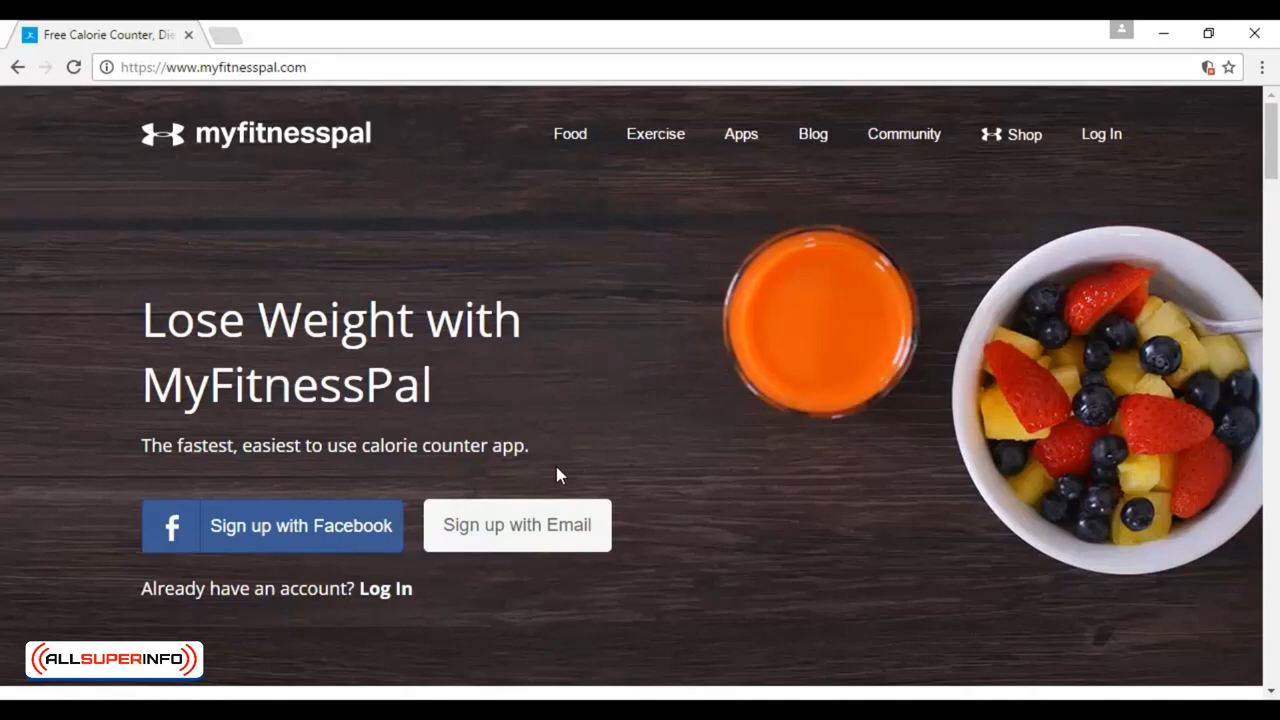 Free Calorie Counter, Die
https://www.myfitnesspal.com
myfitnesspal
Food Exercise Apps Blog Community Shop Log In
Lose Weight with
MyFitnessPal
The fastest, easiest to use calorie counter app.
f Sign up with Facebook Sign up with Email
Already have an account? Log In
ALLSUPERINFO